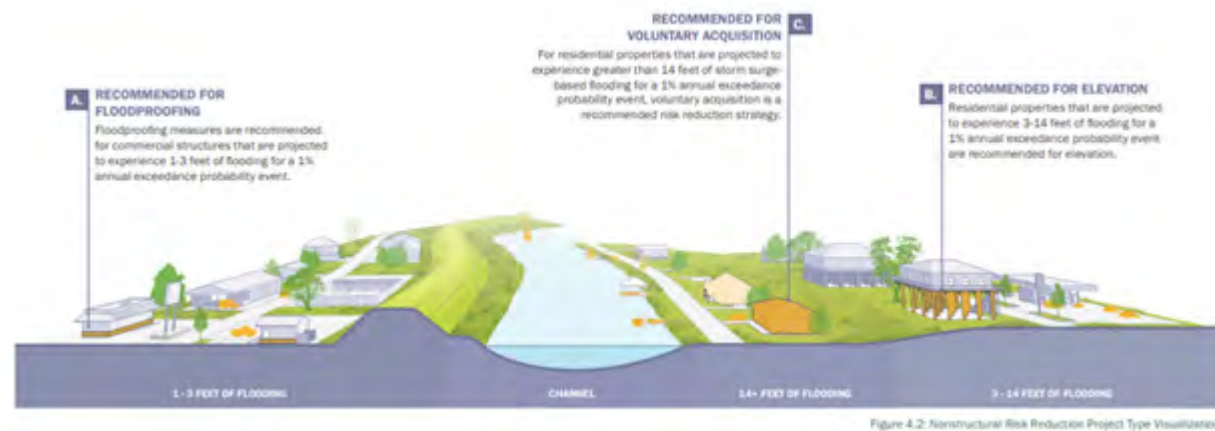 RECOMMENDED FOR
VOLUNTARY ACQUISITION
C.
For residential properties that are projected to
experience greater than 14 feet of storm surge-
based flooding for a 1% annual exceedance
probability event, voluntary acquisition is a
recommended risk reduction strategy.
A.
RECOMMENDED FOR
FLOODPROOFING
Floodproofing measures are recommended
for commercial structures that are projected
to experience 1-3 feet of flooding for a 1%
annual exceedance probability event.
B.
RECOMMENDED FOR ELEVATION
Residential properties that are projected
to experience 3-14 feet of flooding for a
1% annual exceedance probability event
are recommended for elevation.
1 - 3 FEET OF FLOODING
CHANNEL
14+ FEET OF FLOODING
3 - 14 FEET OF FLOODING
Figure 4.2: Nonstructural Risk Reduction Project Type Visualization